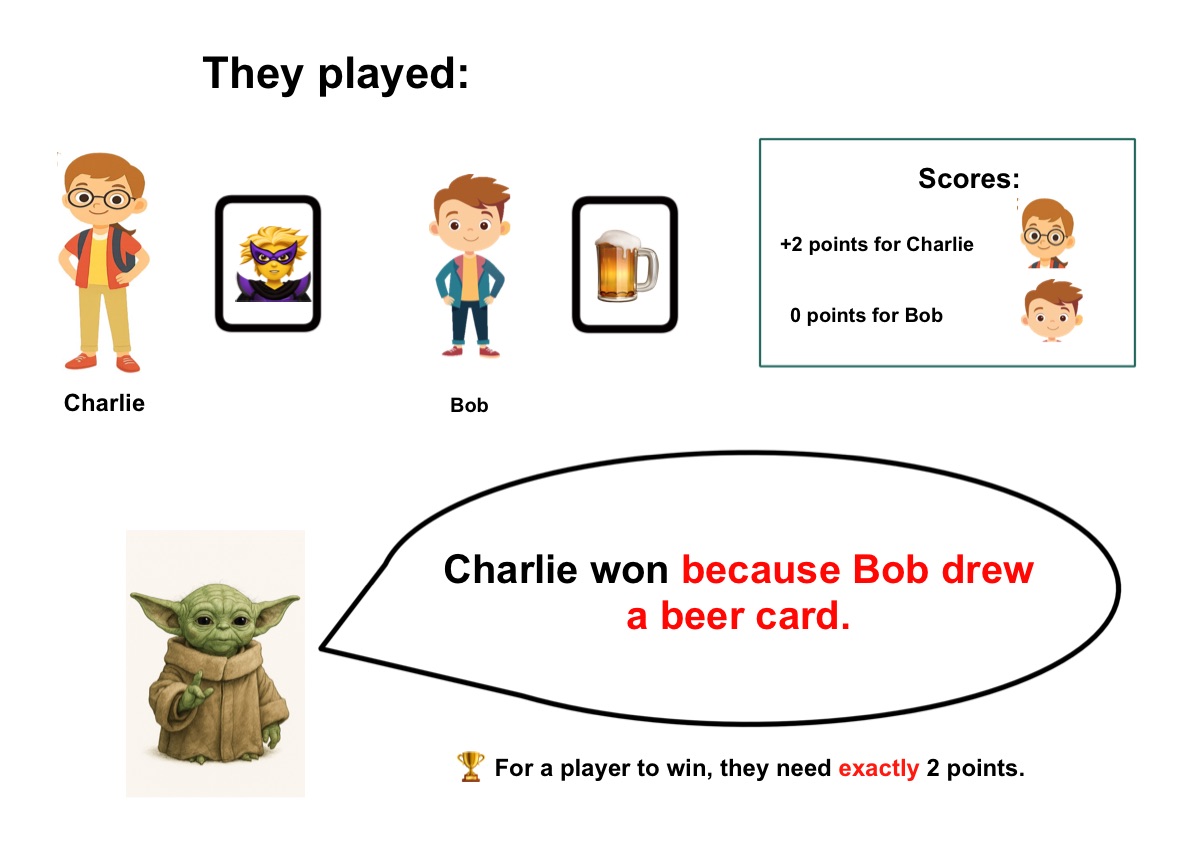 They played:
Scores:
+2 points for Charlie
0 points for Bob
Charlie
Bob
Charlie won because Bob drew
a beer card.
🏆 For a player to win, they need exactly 2 points.